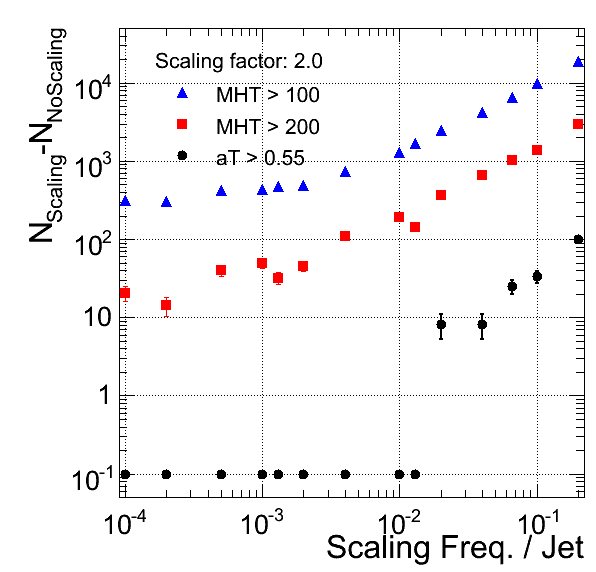 Scaling factor: 2.0
MHT > 100
MHT > 200
aT > 0.55
N_Scaling-N_NoScaling
10^4
10^3
10^2
10
1
10^-1
10^-4 10^-3 10^-2 10^-1
Scaling Freq. / Jet